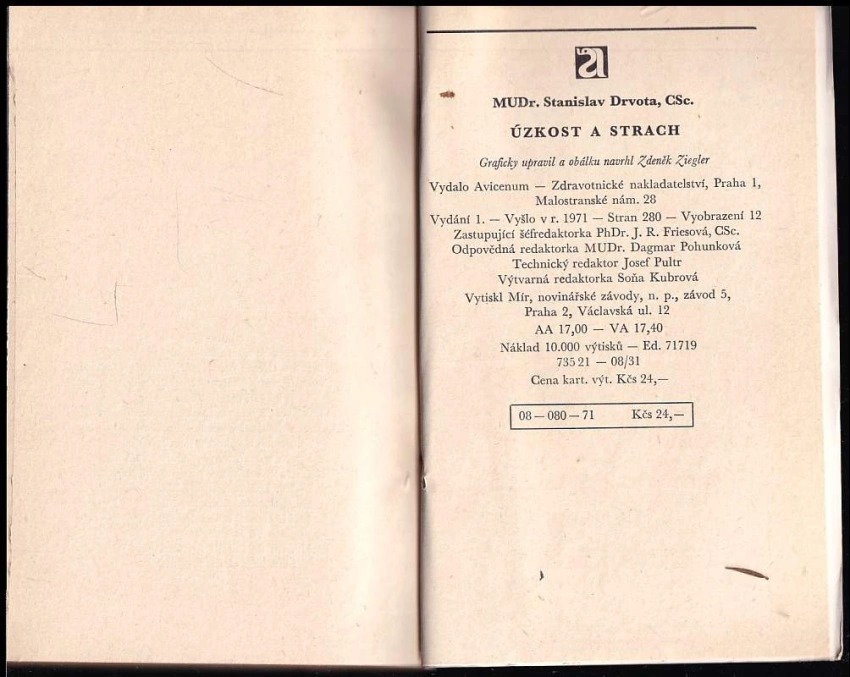 MUDr. Stanislav Drvota, CSc.
ÚZKOST A STRACH
Graficky upravil a obálku navrhl Zdeněk Ziegler
Vydalo Avicenum — Zdravotnické nakladatelství, Praha 1,
Malostranské nám. 28
Vydání 1. — Vyšlo v r. 1971 — Stran 280 — Vyobrazení 12
Zastupující šéfredaktorka PhDr. J. R. Friesová, CSc.
Odpovědná redaktorka MUDr. Dagmar Pohunková
Technický redaktor Josef Pultr
Výtvarná redaktorka Soňa Kubrová
Vytiskl Mír, novinářské závody, n. p., závod 5,
Praha 2, Václavská ul. 12
AA 17,00 — VA 17,40
Náklad 10.000 výtisků — Ed. 71719
735 21 — 08/31
Cena kart. výt. Kčs 24,—
08 — 080 — 71 Kčs 24,—